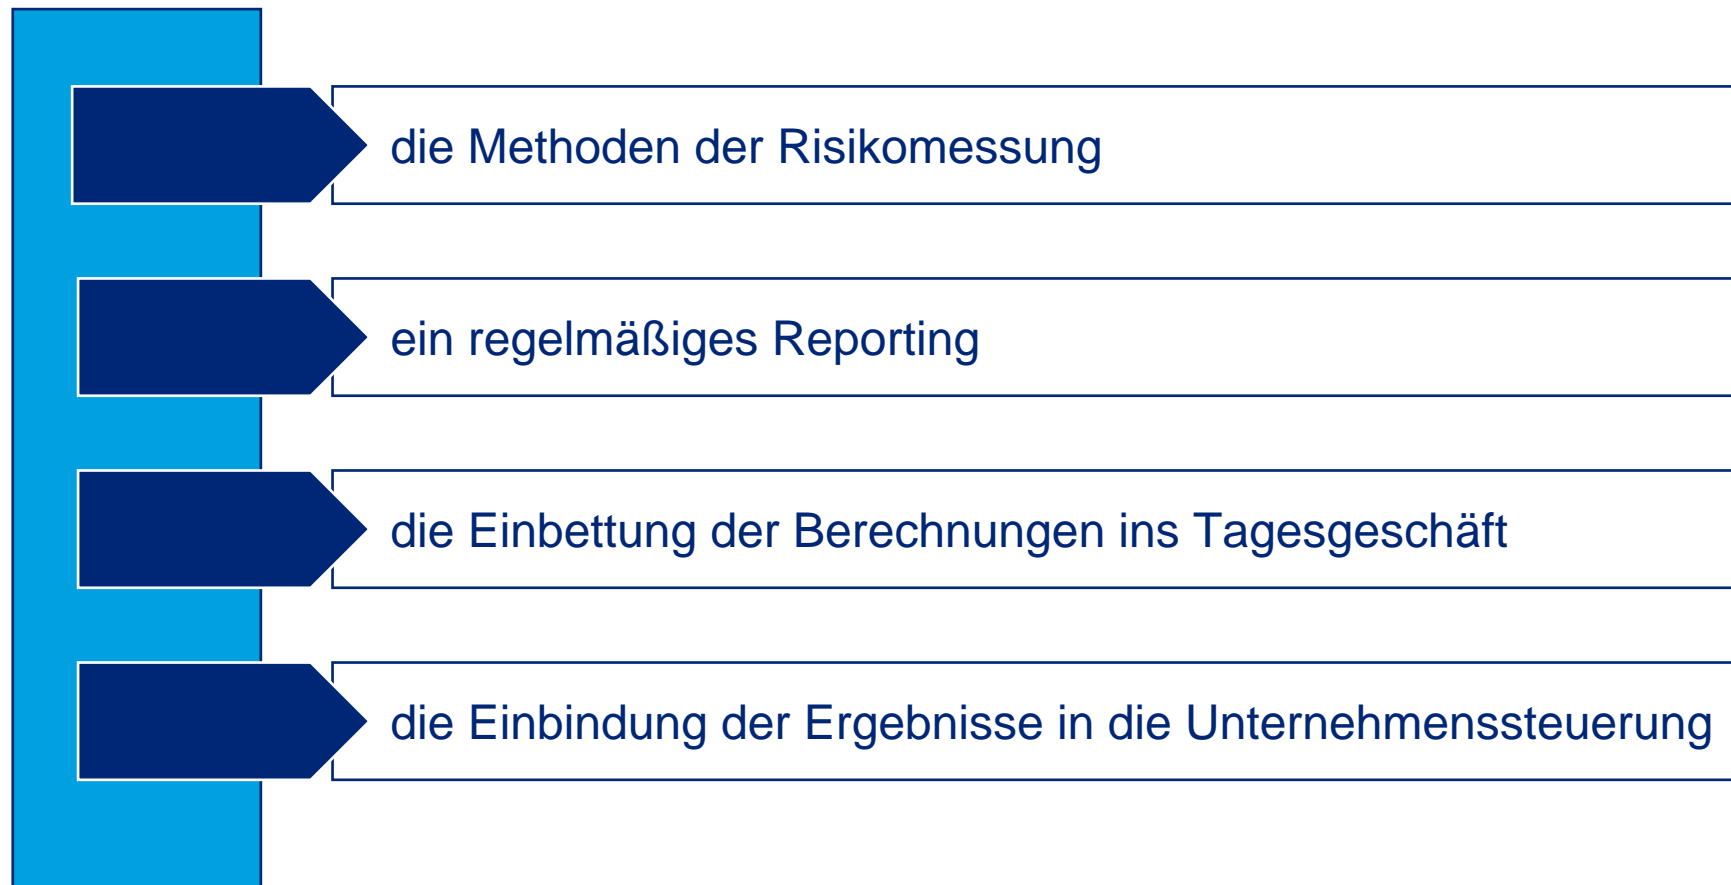 die Methoden der Risikomessung
ein regelmäßiges Reporting
die Einbettung der Berechnungen ins Tagesgeschäft
die Einbindung der Ergebnisse in die Unternehmenssteuerung